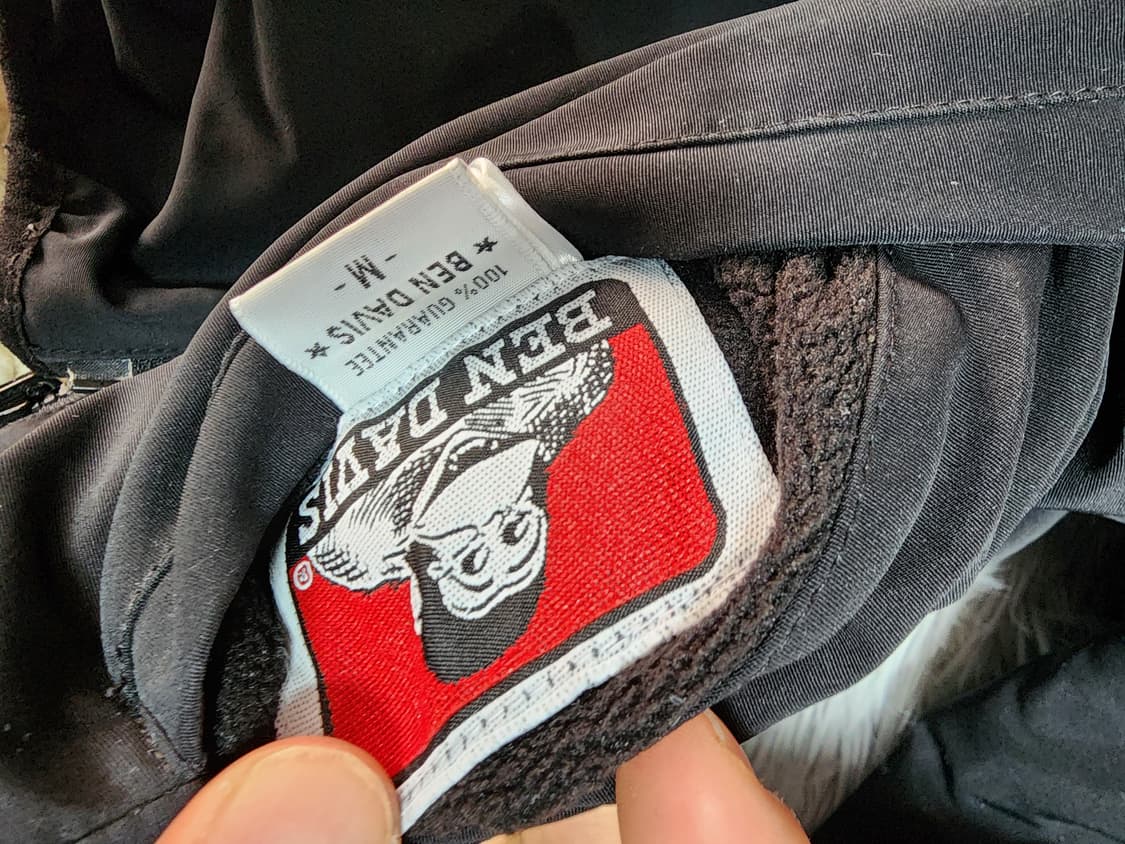 BEN DAVIS
®
100% GUARANTEE
★ BEN DAVIS ★
- M -